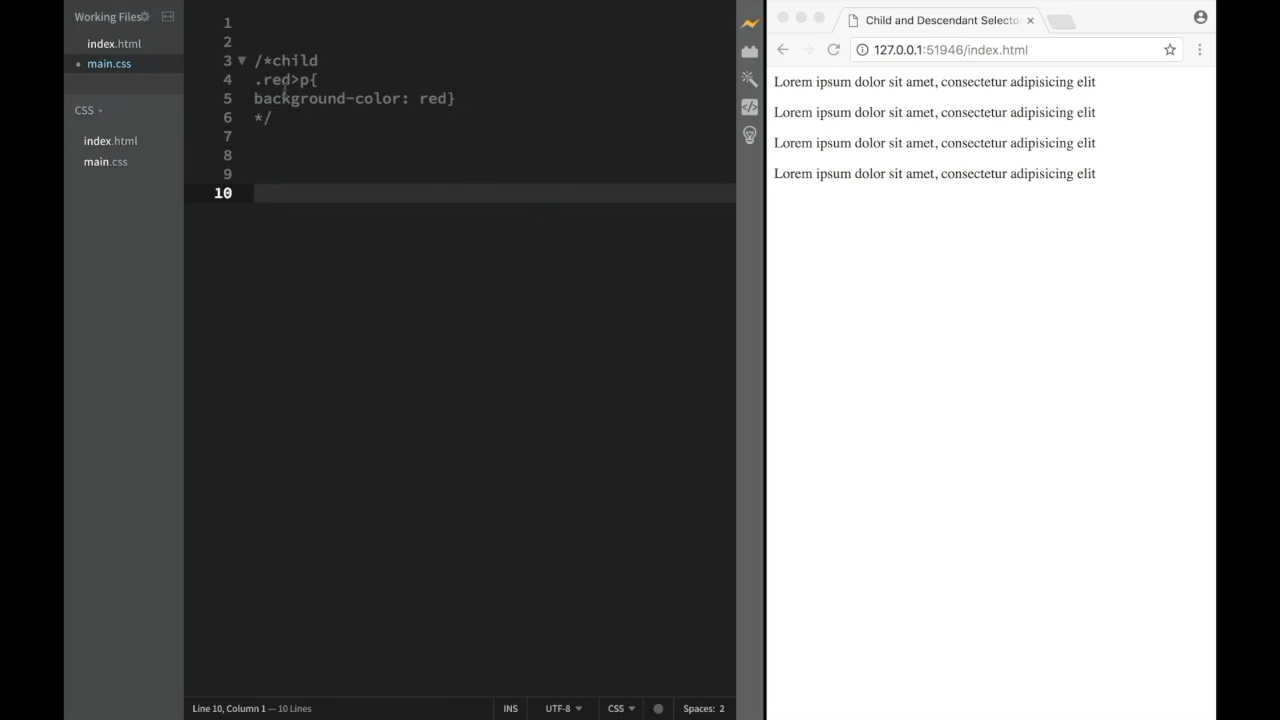 Working Files
index.html
main.css
CSS
index.html
main.css
1
2
3 /*child
4 .red>p{
5 background-color: red}
6 */
7
8
9
10
Line 10, Column 1 — 10 Lines
INS
UTF-8
CSS
Spaces: 2
Child and Descendant Selecto
127.0.0.1:51946/index.html
Lorem ipsum dolor sit amet, consectetur adipisicing elit
Lorem ipsum dolor sit amet, consectetur adipisicing elit
Lorem ipsum dolor sit amet, consectetur adipisicing elit
Lorem ipsum dolor sit amet, consectetur adipisicing elit